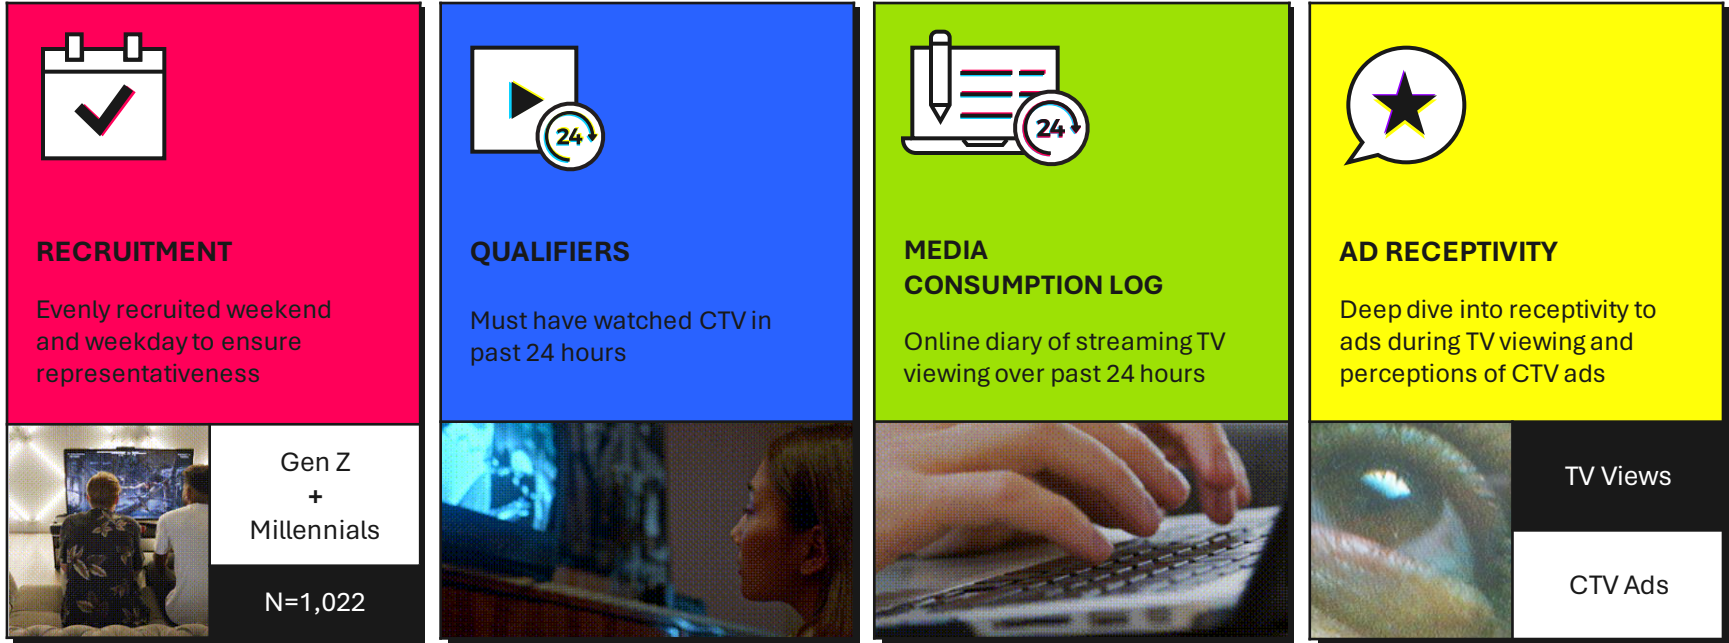 24
24
RECRUITMENT
Evenly recruited weekend
and weekday to ensure
representativeness
Gen Z
+
Millennials
N=1,022
QUALIFIERS
Must have watched CTV in
past 24 hours
MEDIA
CONSUMPTION LOG
Online diary of streaming TV
viewing over past 24 hours
AD RECEPTIVITY
Deep dive into receptivity to
ads during TV viewing and
perceptions of CTV ads
TV Views
CTV Ads